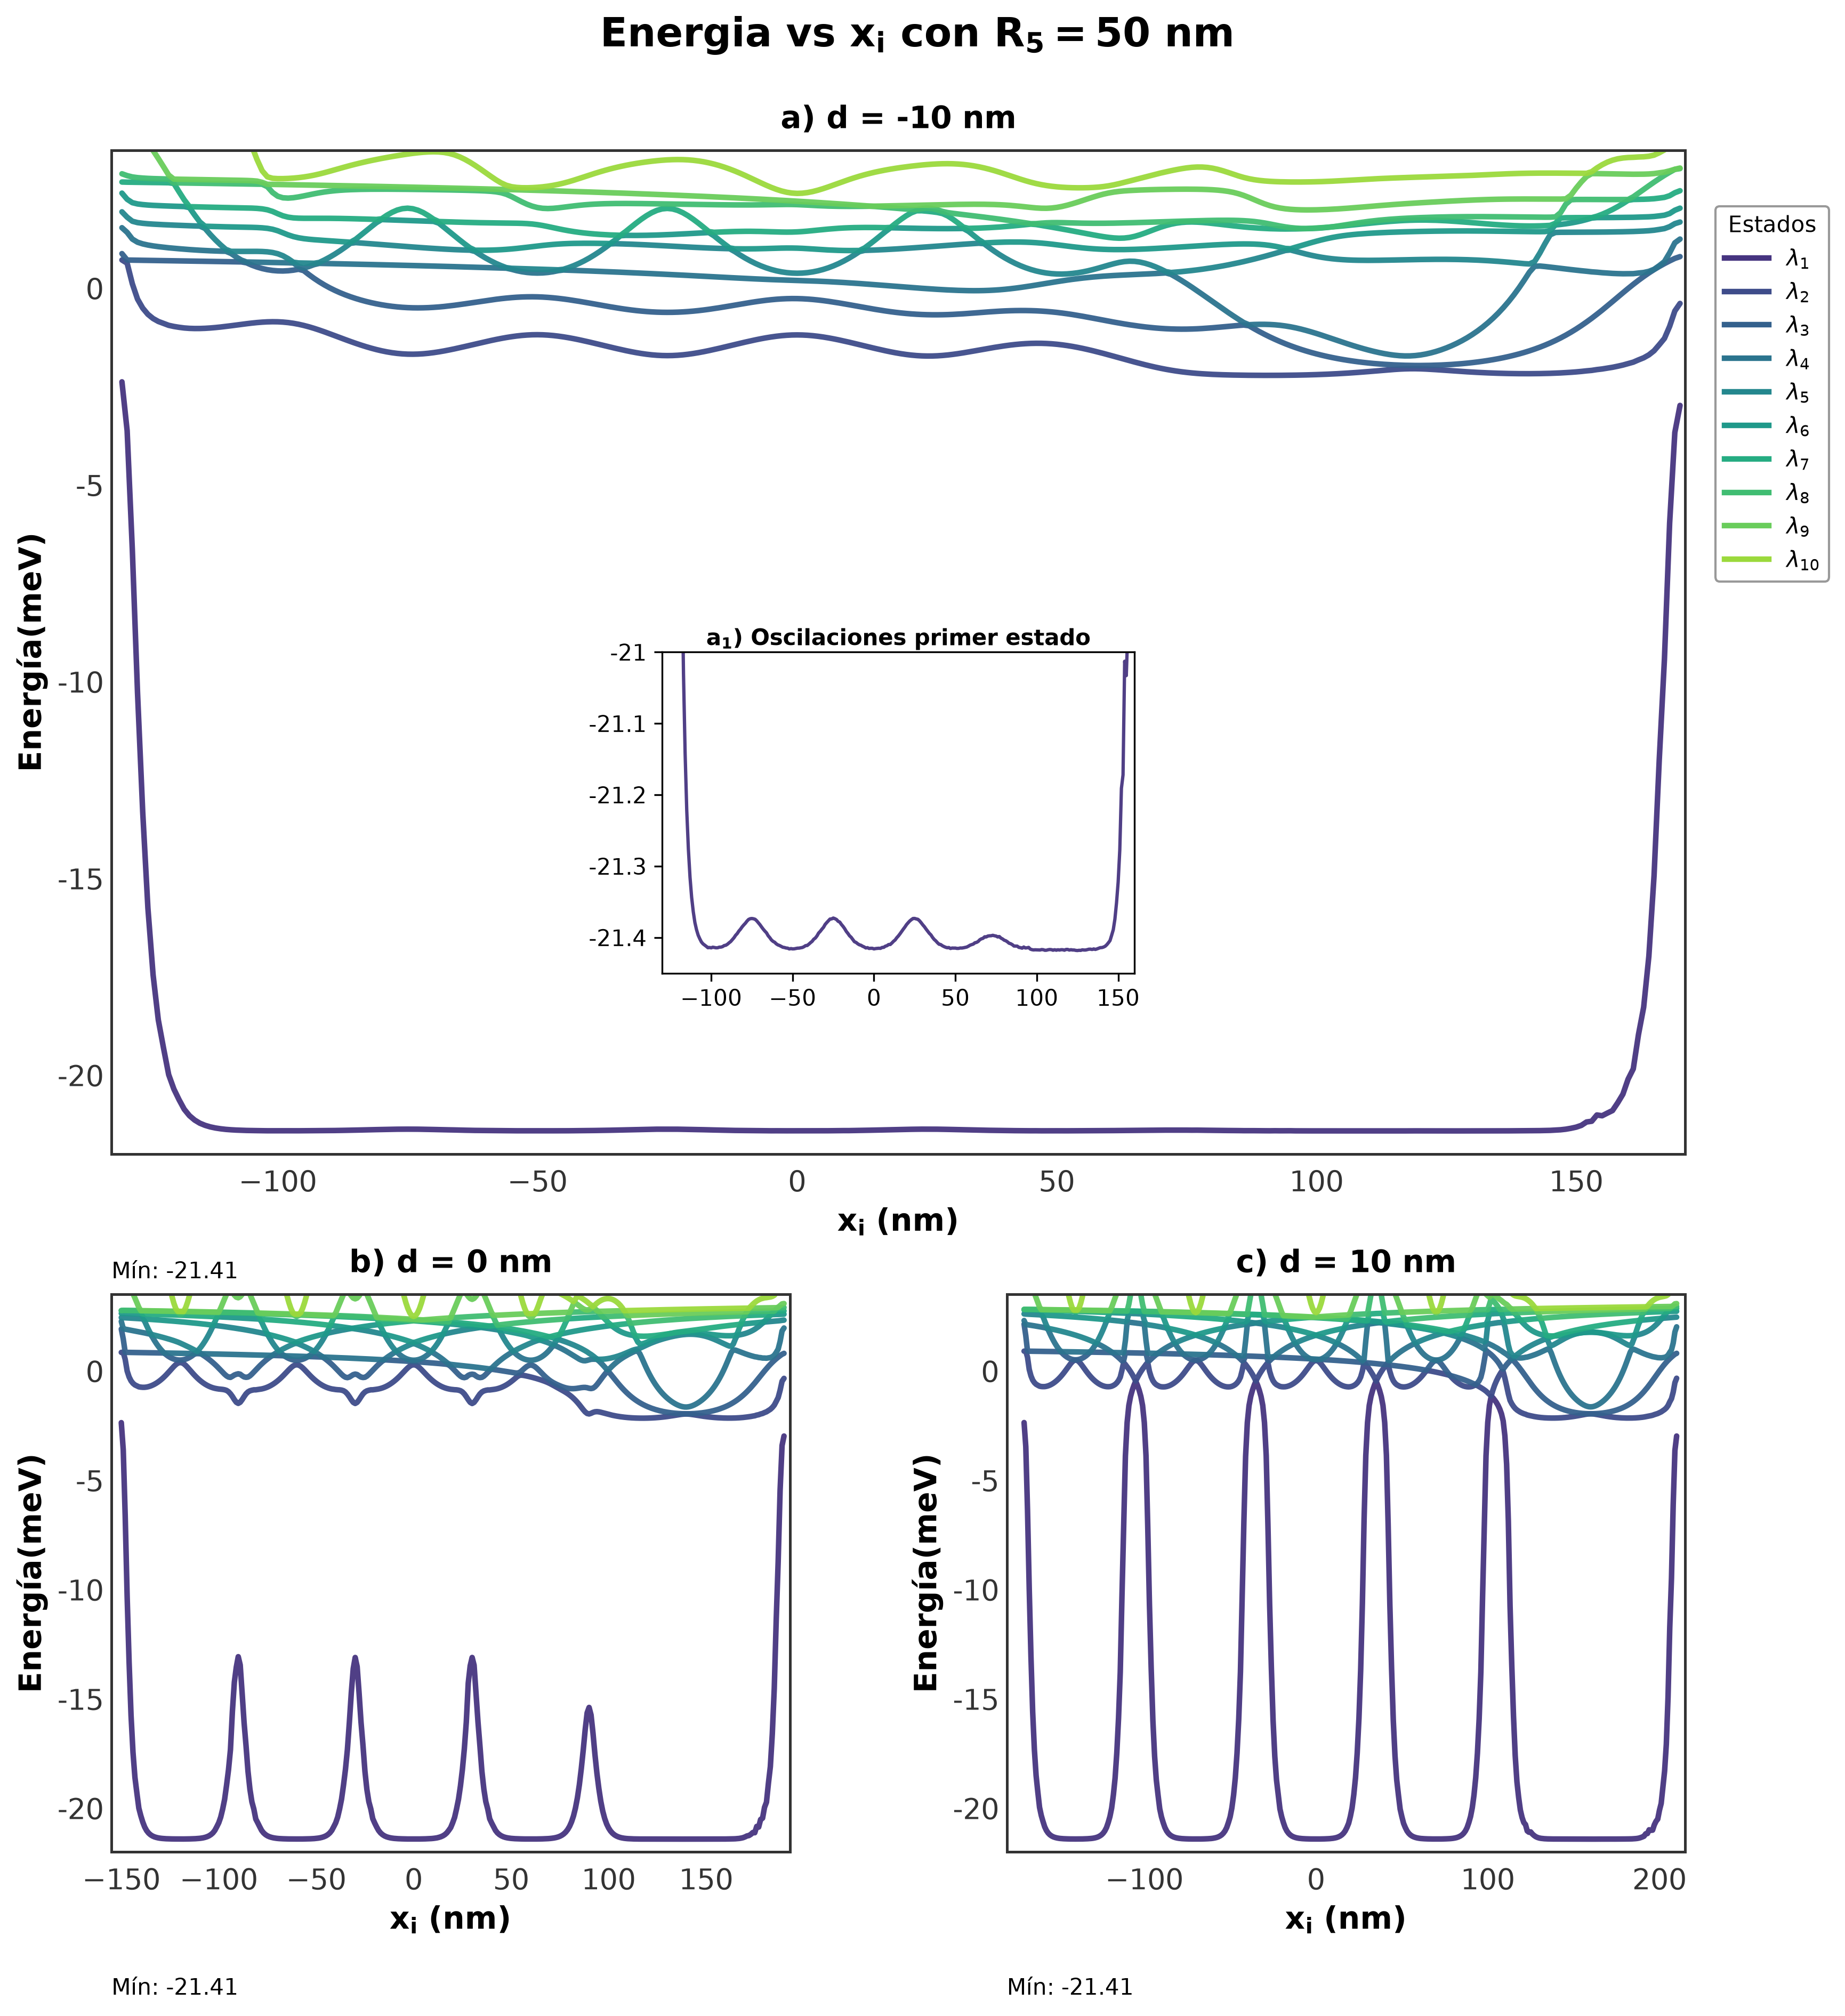 Energia vs xᵢ con R₅ = 50 nm
a) d = -10 nm
0
-5
-10
-15
-20
Energía(meV)
−100 −50 0 50 100 150
xᵢ (nm)
Estados
λ₁
λ₂
λ₃
λ₄
λ₅
λ₆
λ₇
λ₈
λ₉
λ₁₀
a₁) Oscilaciones primer estado
-21
-21.1
-21.2
-21.3
-21.4
−100 −50 0 50 100 150
Mín: -21.41
b) d = 0 nm
0
-5
-10
-15
-20
Energía(meV)
−150 −100 −50 0 50 100 150
xᵢ (nm)
Mín: -21.41
c) d = 10 nm
0
-5
-10
-15
-20
Energía(meV)
−100 0 100 200
xᵢ (nm)
Mín: -21.41